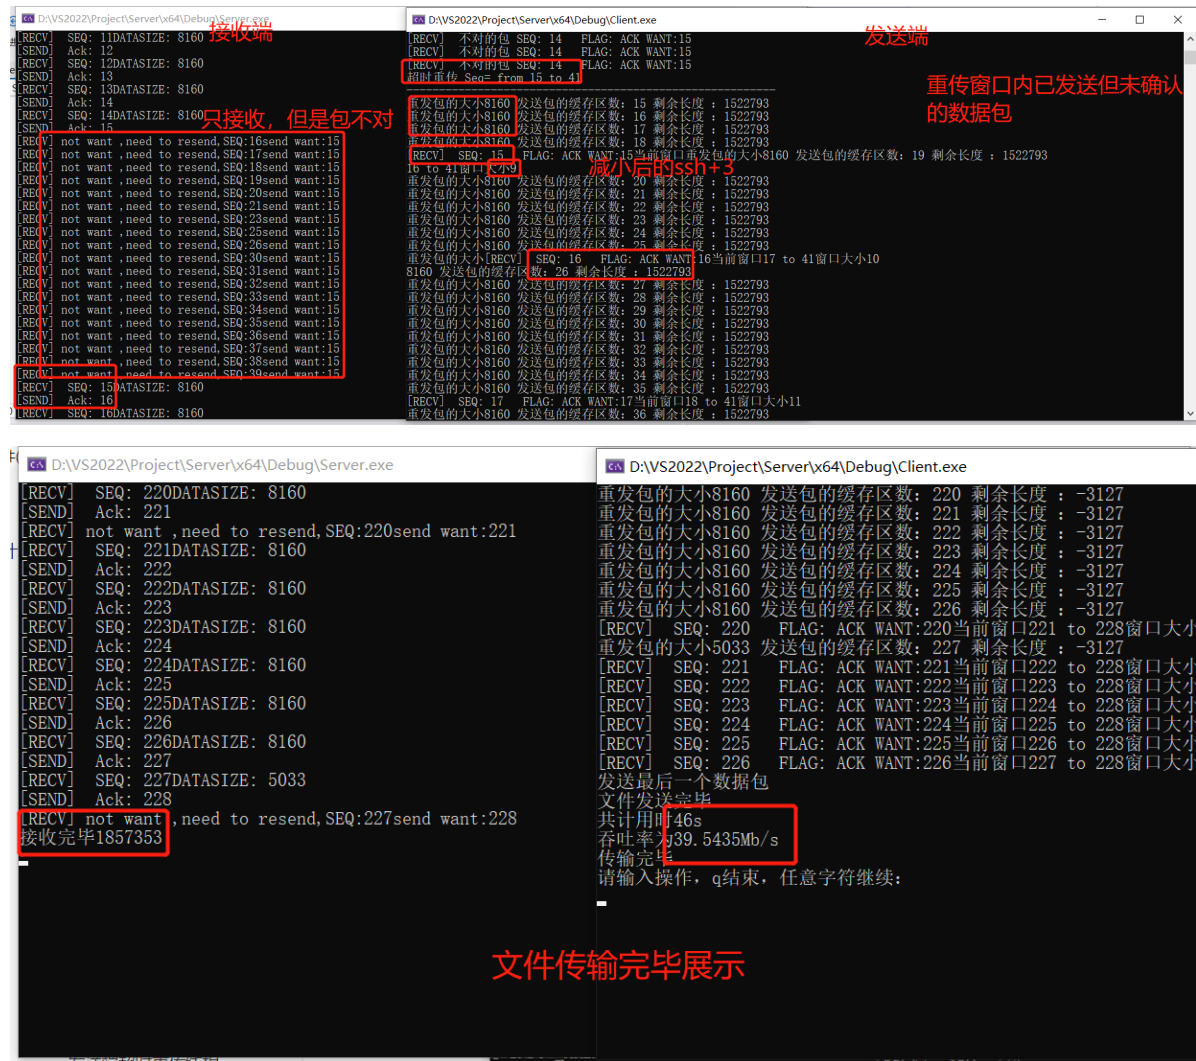 D:\VS2022\Project\Server\x64\Debug\Server.exe
接收端
[RECV] SEQ: 11DATASIZE: 8160
[SEND] Ack: 12
[RECV] SEQ: 12DATASIZE: 8160
[SEND] Ack: 13
[RECV] SEQ: 13DATASIZE: 8160
[SEND] Ack: 14
[RECV] SEQ: 14DATASIZE: 8160
只接收，但是包不对
[SEND] Ack: 15
[RECV] not want ,need to resend,SEQ:16send want:15
[RECV] not want ,need to resend,SEQ:17send want:15
[RECV] not want ,need to resend,SEQ:18send want:15
[RECV] not want ,need to resend,SEQ:19send want:15
[RECV] not want ,need to resend,SEQ:20send want:15
[RECV] not want ,need to resend,SEQ:21send want:15
[RECV] not want ,need to resend,SEQ:22send want:15
[RECV] not want ,need to resend,SEQ:23send want:15
[RECV] not want ,need to resend,SEQ:25send want:15
[RECV] not want ,need to resend,SEQ:26send want:15
[RECV] not want ,need to resend,SEQ:30send want:15
[RECV] not want ,need to resend,SEQ:31send want:15
[RECV] not want ,need to resend,SEQ:32send want:15
[RECV] not want ,need to resend,SEQ:33send want:15
[RECV] not want ,need to resend,SEQ:34send want:15
[RECV] not want ,need to resend,SEQ:35send want:15
[RECV] not want ,need to resend,SEQ:36send want:15
[RECV] not want ,need to resend,SEQ:37send want:15
[RECV] not want ,need to resend,SEQ:38send want:15
[RECV] not want ,need to resend,SEQ:39send want:15
[RECV] SEQ: 15DATASIZE: 8160
[SEND] Ack: 16
[RECV] SEQ: 16DATASIZE: 8160
D:\VS2022\Project\Server\x64\Debug\Client.exe
发送端
[RECV] 不对的包 SEQ: 14 FLAG: ACK WANT:15
[RECV] 不对的包 SEQ: 14 FLAG: ACK WANT:15
[RECV] 不对的包 SEQ: 14 FLAG: ACK WANT:15
超时重传 Seq= from 15 to 41
重传窗口内已发送但未确认
的数据包
重发包的大小8160 发送包的缓存区数：15 剩余长度 ：1522793
重发包的大小8160 发送包的缓存区数：16 剩余长度 ：1522793
重发包的大小8160 发送包的缓存区数：17 剩余长度 ：1522793
重发包的大小8160 发送包的缓存区数：18 剩余长度 ：1522793
[RECV] SEQ: 15 FLAG: ACK WANT:15当前窗口重发包的大小8160 发送包的缓存区数：19 剩余长度 ：1522793
16 to 41窗口大小9
减小后的ssh+3
重发包的大小8160 发送包的缓存区数：20 剩余长度 ：1522793
重发包的大小8160 发送包的缓存区数：21 剩余长度 ：1522793
重发包的大小8160 发送包的缓存区数：22 剩余长度 ：1522793
重发包的大小8160 发送包的缓存区数：23 剩余长度 ：1522793
重发包的大小8160 发送包的缓存区数：24 剩余长度 ：1522793
重发包的大小8160 发送包的缓存区数：25 剩余长度 ：1522793
重发包的大小[RECV] SEQ: 16 FLAG: ACK WANT:16当前窗口17 to 41窗口大小10
8160 发送包的缓存区数：26 剩余长度 ：1522793
重发包的大小8160 发送包的缓存区数：27 剩余长度 ：1522793
重发包的大小8160 发送包的缓存区数：28 剩余长度 ：1522793
重发包的大小8160 发送包的缓存区数：29 剩余长度 ：1522793
重发包的大小8160 发送包的缓存区数：30 剩余长度 ：1522793
重发包的大小8160 发送包的缓存区数：31 剩余长度 ：1522793
重发包的大小8160 发送包的缓存区数：32 剩余长度 ：1522793
重发包的大小8160 发送包的缓存区数：33 剩余长度 ：1522793
重发包的大小8160 发送包的缓存区数：34 剩余长度 ：1522793
重发包的大小8160 发送包的缓存区数：35 剩余长度 ：1522793
[RECV] SEQ: 17 FLAG: ACK WANT:17当前窗口18 to 41窗口大小11
重发包的大小8160 发送包的缓存区数：36 剩余长度 ：1522793
D:\VS2022\Project\Server\x64\Debug\Server.exe
[RECV] SEQ: 220DATASIZE: 8160
[SEND] Ack: 221
[RECV] not want ,need to resend,SEQ:220send want:221
[RECV] SEQ: 221DATASIZE: 8160
[SEND] Ack: 222
[RECV] SEQ: 222DATASIZE: 8160
[SEND] Ack: 223
[RECV] SEQ: 223DATASIZE: 8160
[SEND] Ack: 224
[RECV] SEQ: 224DATASIZE: 8160
[SEND] Ack: 225
[RECV] SEQ: 225DATASIZE: 8160
[SEND] Ack: 226
[RECV] SEQ: 226DATASIZE: 8160
[SEND] Ack: 227
[RECV] SEQ: 227DATASIZE: 5033
[SEND] Ack: 228
[RECV] not want ,need to resend,SEQ:227send want:228
接收完毕1857353
D:\VS2022\Project\Server\x64\Debug\Client.exe
重发包的大小8160 发送包的缓存区数：220 剩余长度 ：-3127
重发包的大小8160 发送包的缓存区数：221 剩余长度 ：-3127
重发包的大小8160 发送包的缓存区数：222 剩余长度 ：-3127
重发包的大小8160 发送包的缓存区数：223 剩余长度 ：-3127
重发包的大小8160 发送包的缓存区数：224 剩余长度 ：-3127
重发包的大小8160 发送包的缓存区数：225 剩余长度 ：-3127
重发包的大小8160 发送包的缓存区数：226 剩余长度 ：-3127
[RECV] SEQ: 220 FLAG: ACK WANT:220当前窗口221 to 228窗口大小
重发包的大小5033 发送包的缓存区数：227 剩余长度 ：-3127
[RECV] SEQ: 221 FLAG: ACK WANT:221当前窗口222 to 228窗口大小
[RECV] SEQ: 222 FLAG: ACK WANT:222当前窗口223 to 228窗口大小
[RECV] SEQ: 223 FLAG: ACK WANT:223当前窗口224 to 228窗口大小
[RECV] SEQ: 224 FLAG: ACK WANT:224当前窗口225 to 228窗口大小
[RECV] SEQ: 225 FLAG: ACK WANT:225当前窗口226 to 228窗口大小
[RECV] SEQ: 226 FLAG: ACK WANT:226当前窗口227 to 228窗口大小
发送最后一个数据包
文件发送完毕
共计用时46s
吞吐率为39.5435Mb/s
传输完毕
请输入操作，q结束，任意字符继续：
文件传输完毕展示